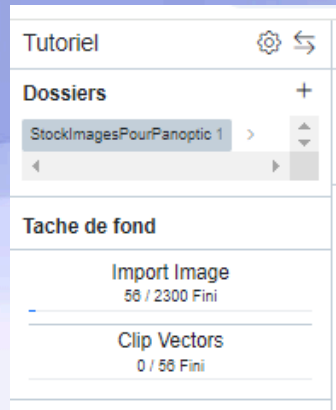 Tutoriel
Dossiers
StockImagesPourPanoptic 1
Tache de fond
Import Image
56 / 2300 Fini
Clip Vectors
0 / 56 Fini